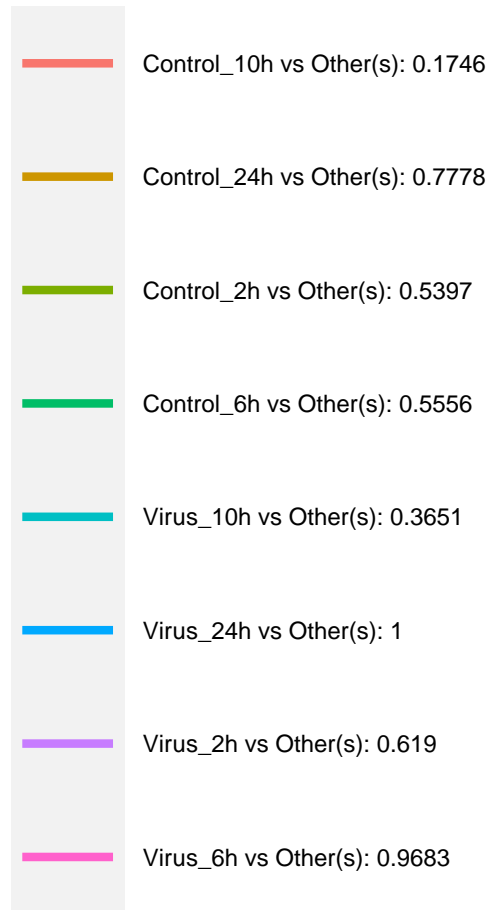 Control_10h vs Other(s): 0.1746
Control_24h vs Other(s): 0.7778
Control_2h vs Other(s): 0.5397
Control_6h vs Other(s): 0.5556
Virus_10h vs Other(s): 0.3651
Virus_24h vs Other(s): 1
Virus_2h vs Other(s): 0.619
Virus_6h vs Other(s): 0.9683